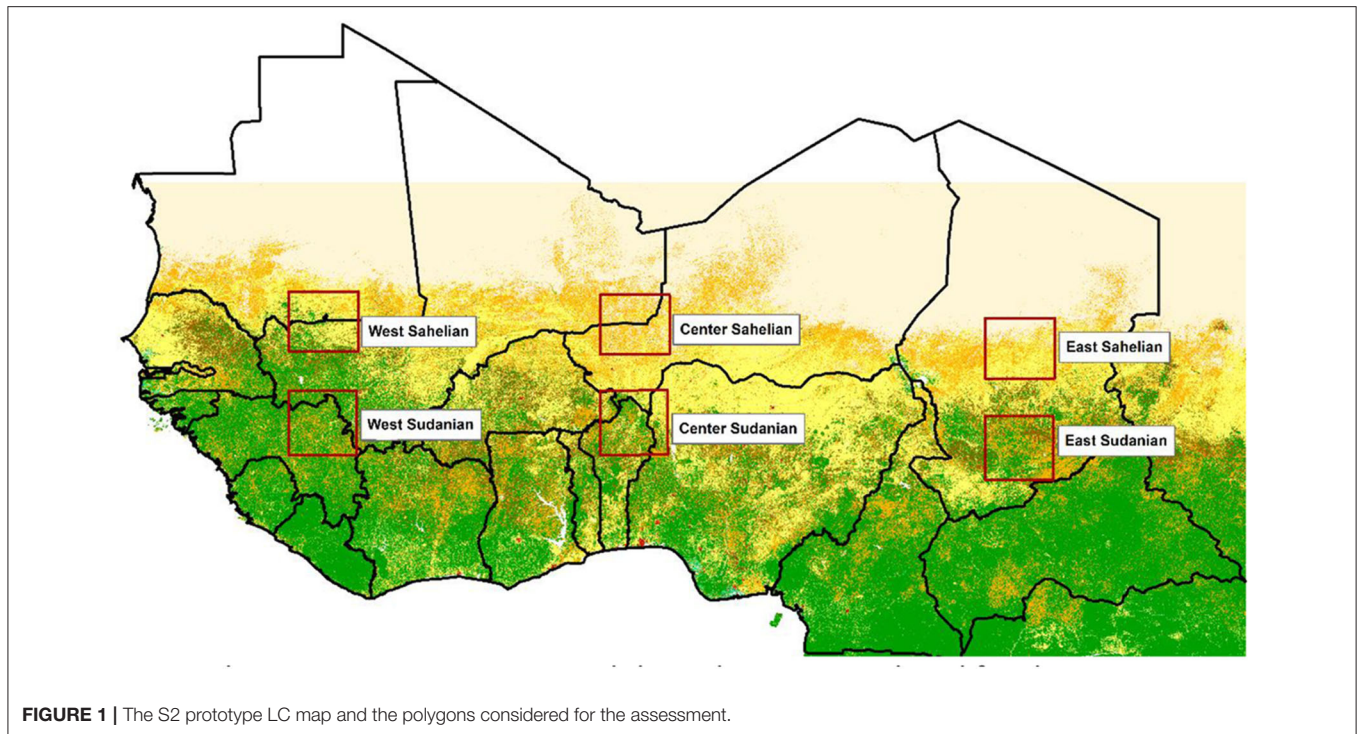 West Sahelian
Center Sahelian
East Sahelian
West Sudanian
Center Sudanian
East Sudanian
FIGURE 1 | The S2 prototype LC map and the polygons considered for the assessment.